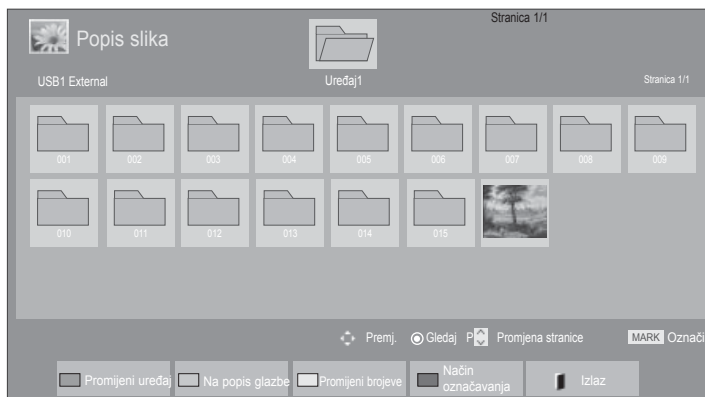 Stranica 1/1
Popis slika
USB1 External
Uređaj1
Stranica 1/1
001 002 003 004 005 006 007 008 009
010 011 012 013 014 015
Premj. Gledaj P Promjena stranice MARK Označi
Promijeni uređaj Na popis glazbe Promijeni brojeve Način označavanja Izlaz